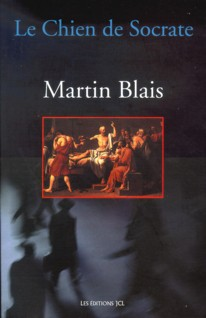 Le Chien de Socrate
Martin Blais
LES ÉDITIONS JCL